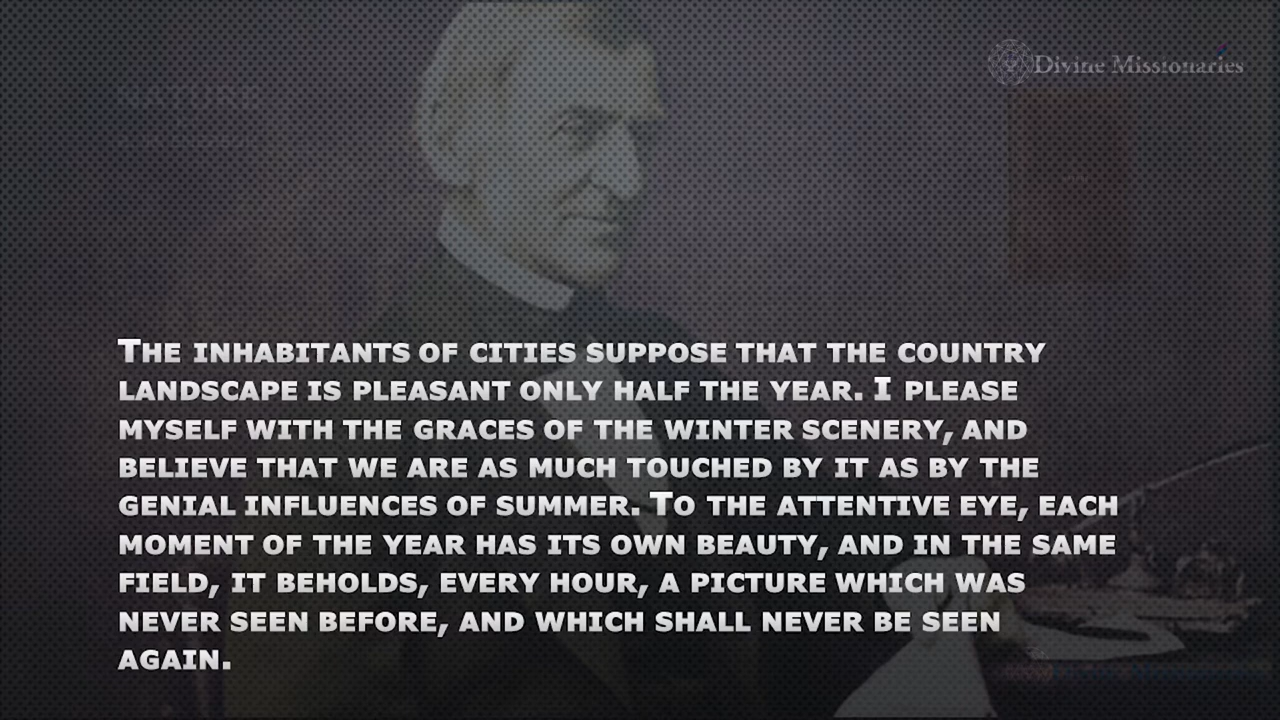 Divine Missionaries
THE INHABITANTS OF CITIES SUPPOSE THAT THE COUNTRY
LANDSCAPE IS PLEASANT ONLY HALF THE YEAR. I PLEASE
MYSELF WITH THE GRACES OF THE WINTER SCENERY, AND
BELIEVE THAT WE ARE AS MUCH TOUCHED BY IT AS BY THE
GENIAL INFLUENCES OF SUMMER. TO THE ATTENTIVE EYE, EACH
MOMENT OF THE YEAR HAS ITS OWN BEAUTY, AND IN THE SAME
FIELD, IT BEHOLDS, EVERY HOUR, A PICTURE WHICH WAS
NEVER SEEN BEFORE, AND WHICH SHALL NEVER BE SEEN
AGAIN.